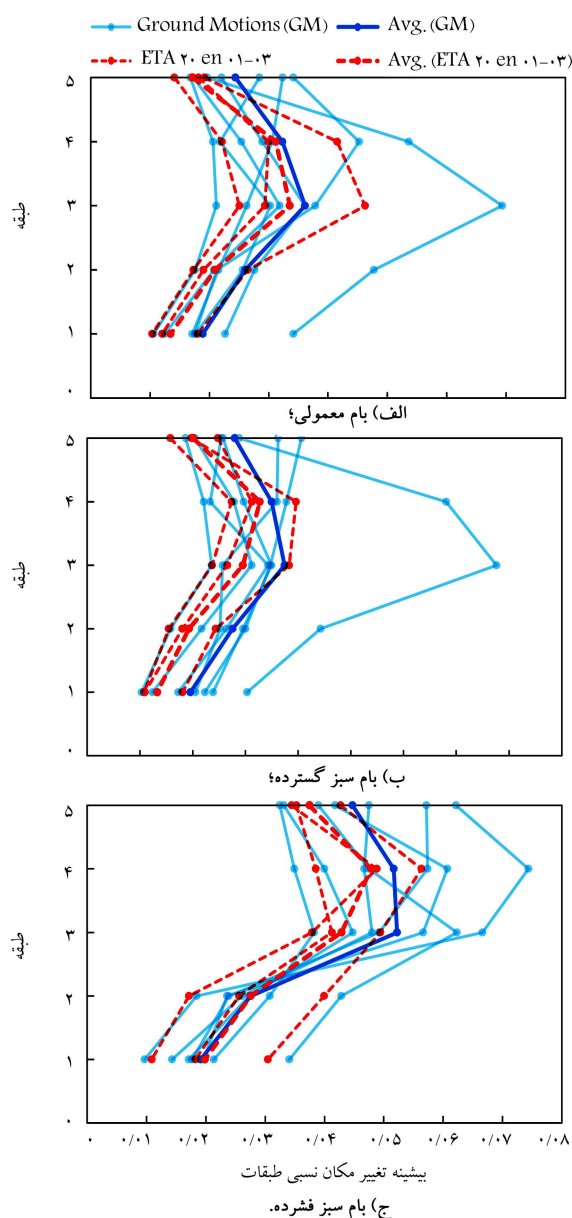 Ground Motions (GM)
Avg. (GM)
ETA ۲۰ en ۰۱-۰۳
Avg. (ETA ۲۰ en ۰۱-۰۳)
۵
۴
۳
۲
۱
۰
طبقه
الف) بام معمولی؛
۵
۴
۳
۲
۱
۰
طبقه
ب) بام سبز گسترده؛
۵
۴
۳
۲
۱
۰
طبقه
۰ ۰/۰۱ ۰/۰۲ ۰/۰۳ ۰/۰۴ ۰/۰۵ ۰/۰۶ ۰/۰۷ ۰/۰۸
بیشینه تغییر مکان نسبی طبقات
ج) بام سبز فشرده.